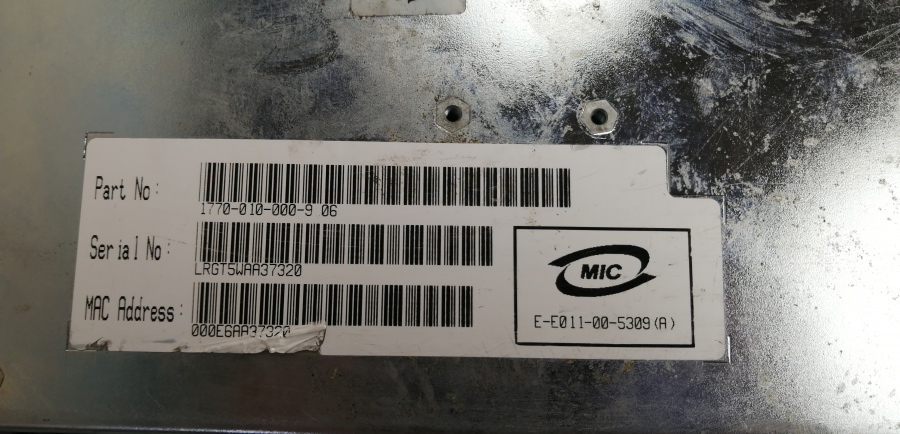 Part No:
1770-010-000-9 06
Serial No:
LRGT5WAA37320
MAC Address:
000E6AA37320
MIC
E-E011-00-5309(A)